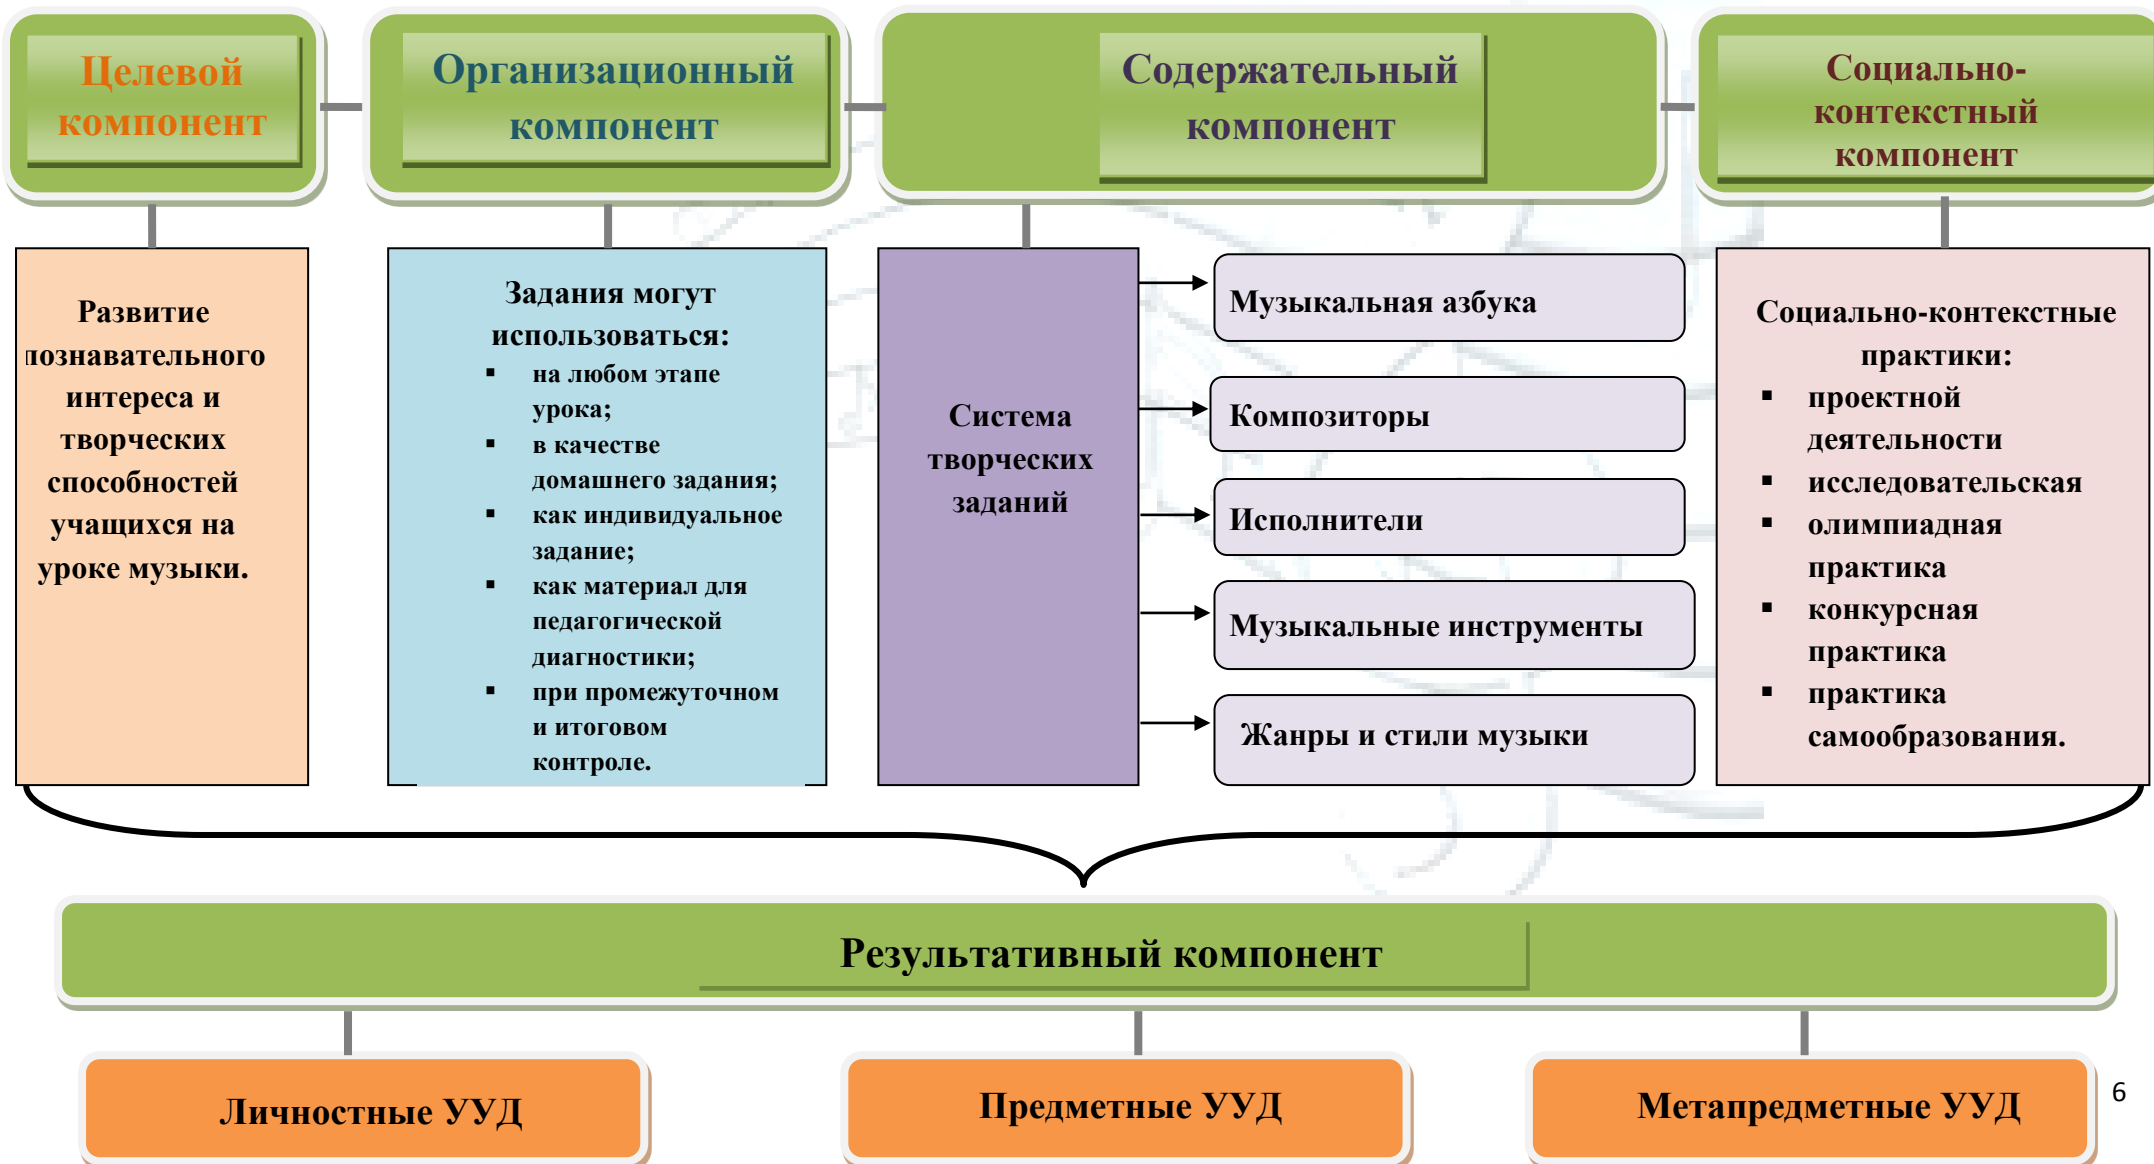 Целевой
компонент
Организационный
компонент
Содержательный
компонент
Социально-
контекстный
компонент
Развитие
познавательного
интереса и
творческих
способностей
учащихся на
уроке музыки.
Задания могут
использоваться:
▪ на любом этапе
урока;
▪ в качестве
домашнего задания;
▪ как индивидуальное
задание;
▪ как материал для
педагогической
диагностики;
▪ при промежуточном
и итоговом
контроле.
Система
творческих
заданий
Музыкальная азбука
Композиторы
Исполнители
Музыкальные инструменты
Жанры и стили музыки
Социально-контекстные
практики:
▪ проектной
деятельности
▪ исследовательская
▪ олимпиадная
практика
▪ конкурсная
практика
▪ практика
самообразования.
Результативный компонент
Личностные УУД
Предметные УУД
Метапредметные УУД
6